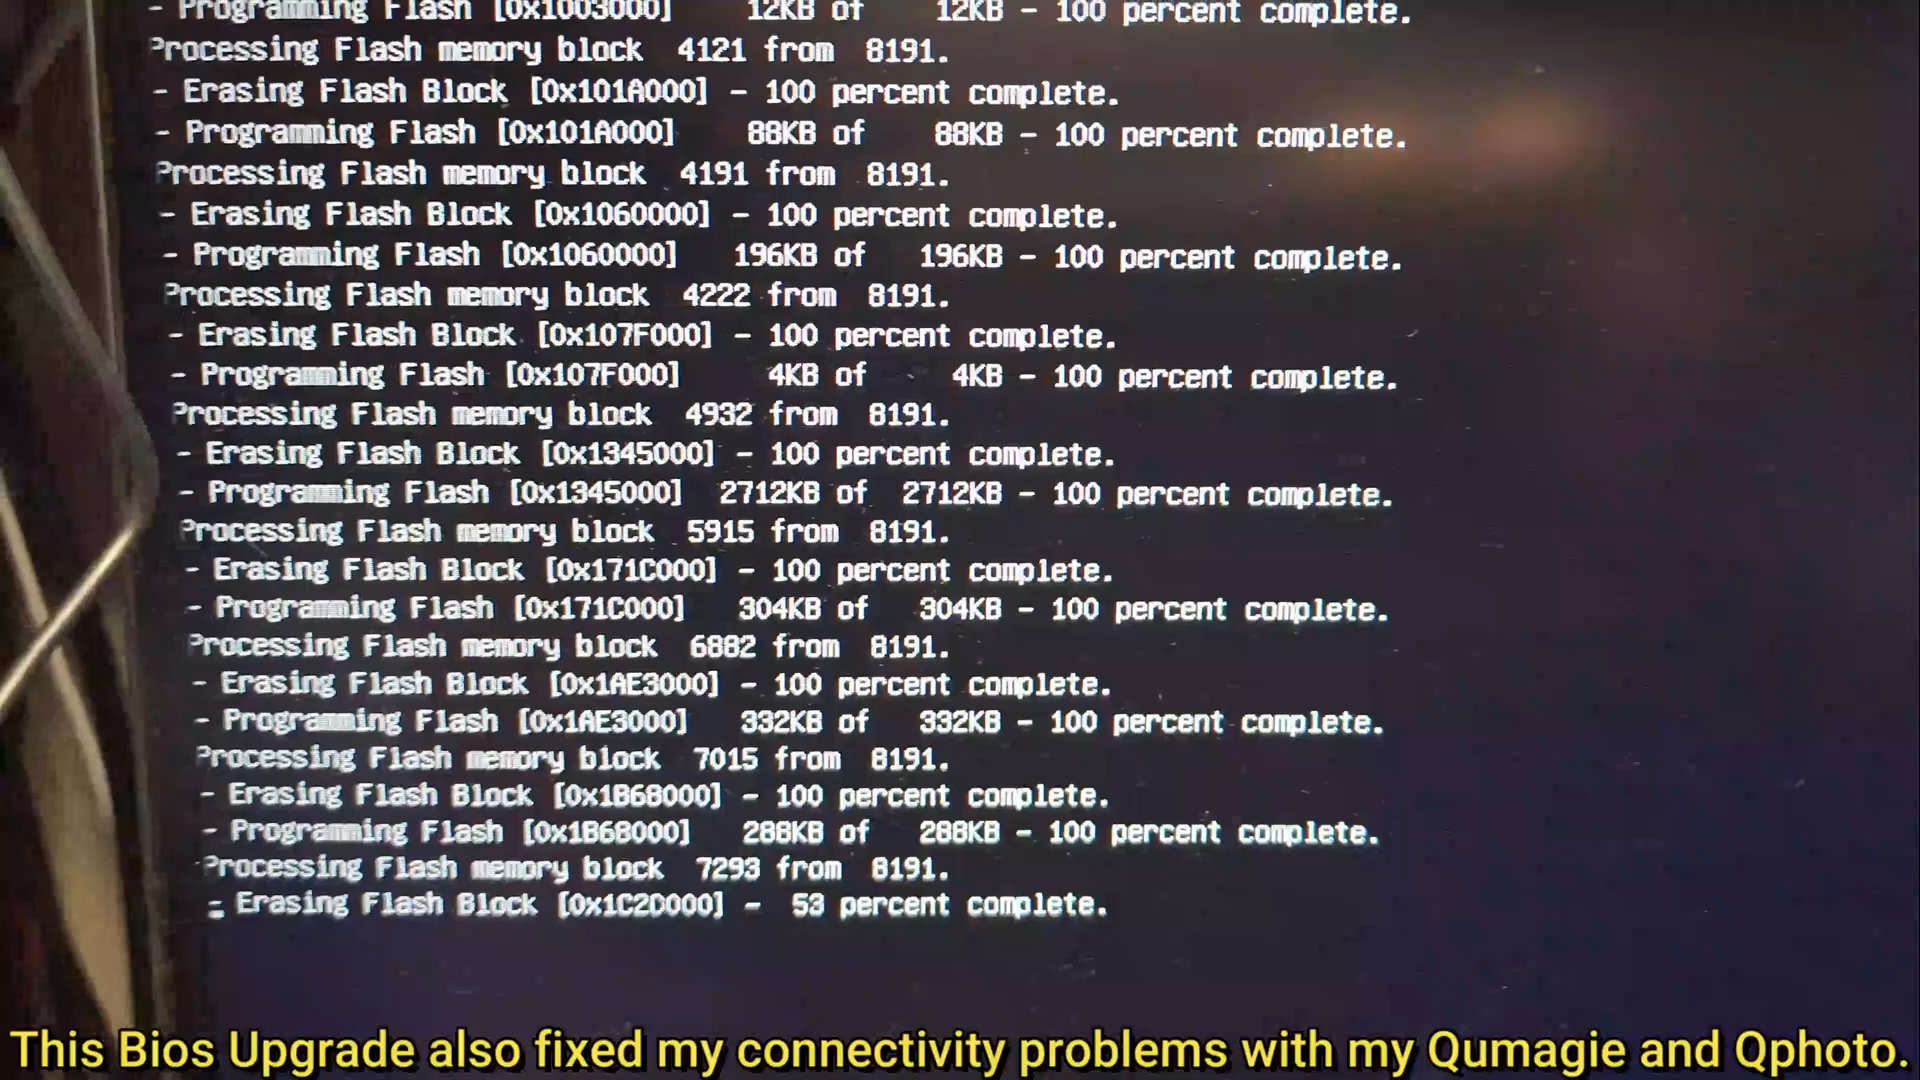 - Programming Flash [0x1003000]     12KB of     12KB - 100 percent complete.
Processing Flash memory block  4121 from  8191.
- Erasing Flash Block [0x101A000] - 100 percent complete.
- Programming Flash [0x101A000]     88KB of     88KB - 100 percent complete.
Processing Flash memory block  4191 from  8191.
- Erasing Flash Block [0x1060000] - 100 percent complete.
- Programming Flash [0x1060000]    196KB of    196KB - 100 percent complete.
Processing Flash memory block  4222 from  8191.
- Erasing Flash Block [0x107F000] - 100 percent complete.
- Programming Flash [0x107F000]      4KB of      4KB - 100 percent complete.
Processing Flash memory block  4932 from  8191.
- Erasing Flash Block [0x1345000] - 100 percent complete.
- Programming Flash [0x1345000]   2712KB of   2712KB - 100 percent complete.
Processing Flash memory block  5915 from  8191.
- Erasing Flash Block [0x171C000] - 100 percent complete.
- Programming Flash [0x171C000]    304KB of    304KB - 100 percent complete.
Processing Flash memory block  6882 from  8191.
- Erasing Flash Block [0x1AE3000] - 100 percent complete.
- Programming Flash [0x1AE3000]    332KB of    332KB - 100 percent complete.
Processing Flash memory block  7015 from  8191.
- Erasing Flash Block [0x1B68000] - 100 percent complete.
- Programming Flash [0x1B68000]    288KB of    288KB - 100 percent complete.
Processing Flash memory block  7293 from  8191.
- Erasing Flash Block [0x1C2D000] -  53 percent complete.
This Bios Upgrade also fixed my connectivity problems with my Qumagie and Qphoto.